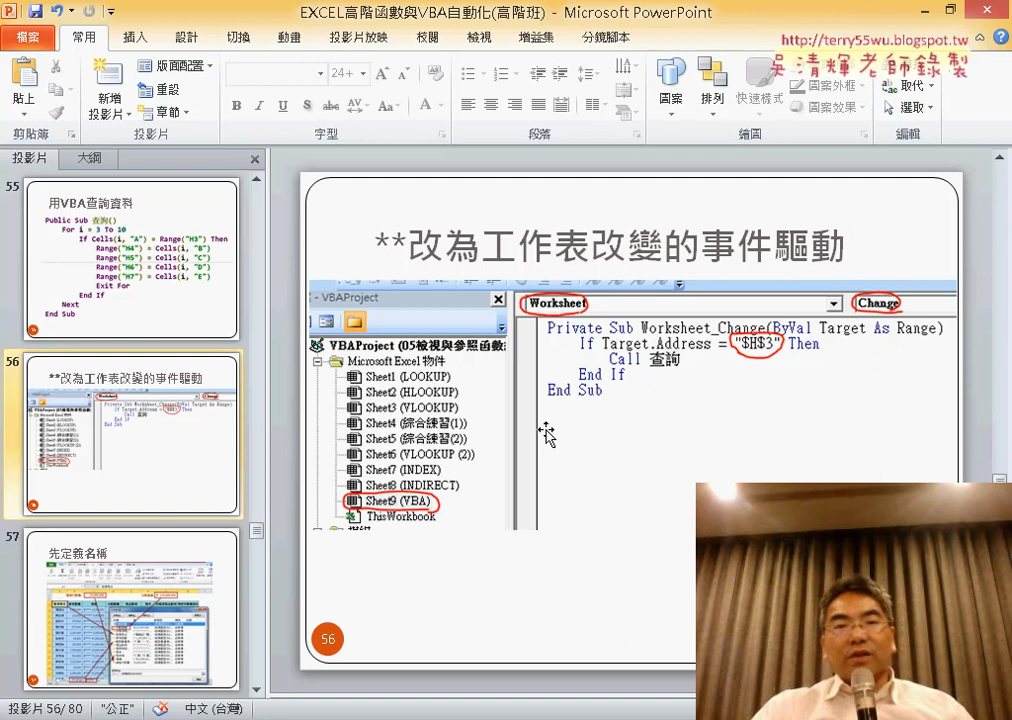 EXCEL高階函數與VBA自動化(高階班) - Microsoft PowerPoint
檔案 常用 插入 設計 切換 動畫 投影片放映 校閱 檢視 增益集 分鏡腳本
http://terry55wu.blogspot.tw
吳清輝老師錄製
貼上
剪貼簿
新增
投影片
版面配置
重設
章節
投影片
24
字型
段落
圖案
排列
快速樣式
圖案外框
圖案效果
繪圖
取代
選取
編輯
投影片 大綱
55
用VBA查詢資料
Public Sub 查詢()
For i = 3 To 10
If Cells(i, "A") = Range("H3") Then
Range("H4") = Cells(i, "B")
Range("H5") = Cells(i, "C")
Range("H6") = Cells(i, "D")
Range("H7") = Cells(i, "E")
Exit For
End If
Next
End Sub
56
**改為工作表改變的事件驅動
57
先定義名稱
**改為工作表改變的事件驅動
- VBAProject
VBAProject (05檢視與參照函數
Microsoft Excel 物件
Sheet1 (LOOKUP)
Sheet2 (HLOOKUP)
Sheet3 (VLOOKUP)
Sheet4 (綜合練習(1))
Sheet5 (綜合練習(2))
Sheet6 (VLOOKUP (2))
Sheet7 (INDEX)
Sheet8 (INDIRECT)
Sheet9 (VBA)
ThisWorkbook
Worksheet
Change
Private Sub Worksheet_Change(ByVal Target As Range)
If Target.Address = "$H$3" Then
Call 查詢
End If
End Sub
56
投影片 56/80 "公正" 中文 (台灣)